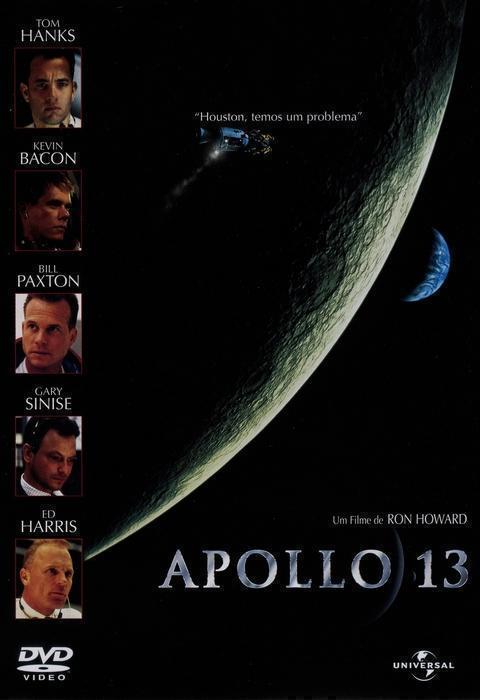 TOM
HANKS
KEVIN
BACON
BILL
PAXTON
GARY
SINISE
ED
HARRIS
"Houston, temos um problema"
Um Filme de RON HOWARD
APOLLO 13
DVD
VIDEO
UNIVERSAL